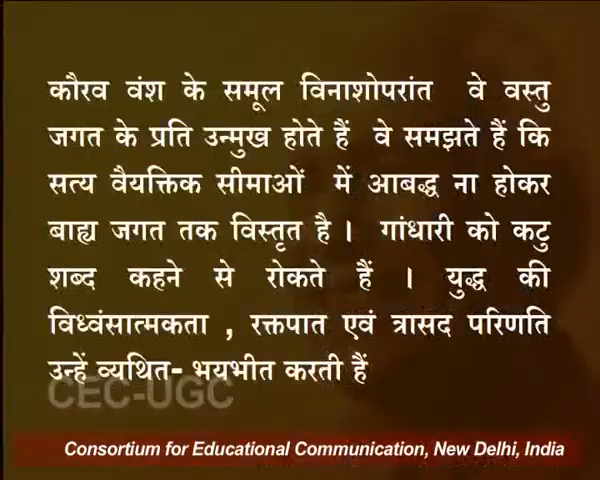 कौरव वंश के समूल विनाशोपरांत वे वस्तु
जगत के प्रति उन्मुख होते हैं वे समझते हैं कि
सत्य वैयक्तिक सीमाओं में आबद्ध ना होकर
बाह्य जगत तक विस्तृत है । गांधारी को कटु
शब्द कहने से रोकते हैं । युद्ध की
विध्वंसात्मकता , रक्तपात एवं त्रासद परिणति
उन्हें व्यथित- भयभीत करती हैं
CEC-UGC
Consortium for Educational Communication, New Delhi, India